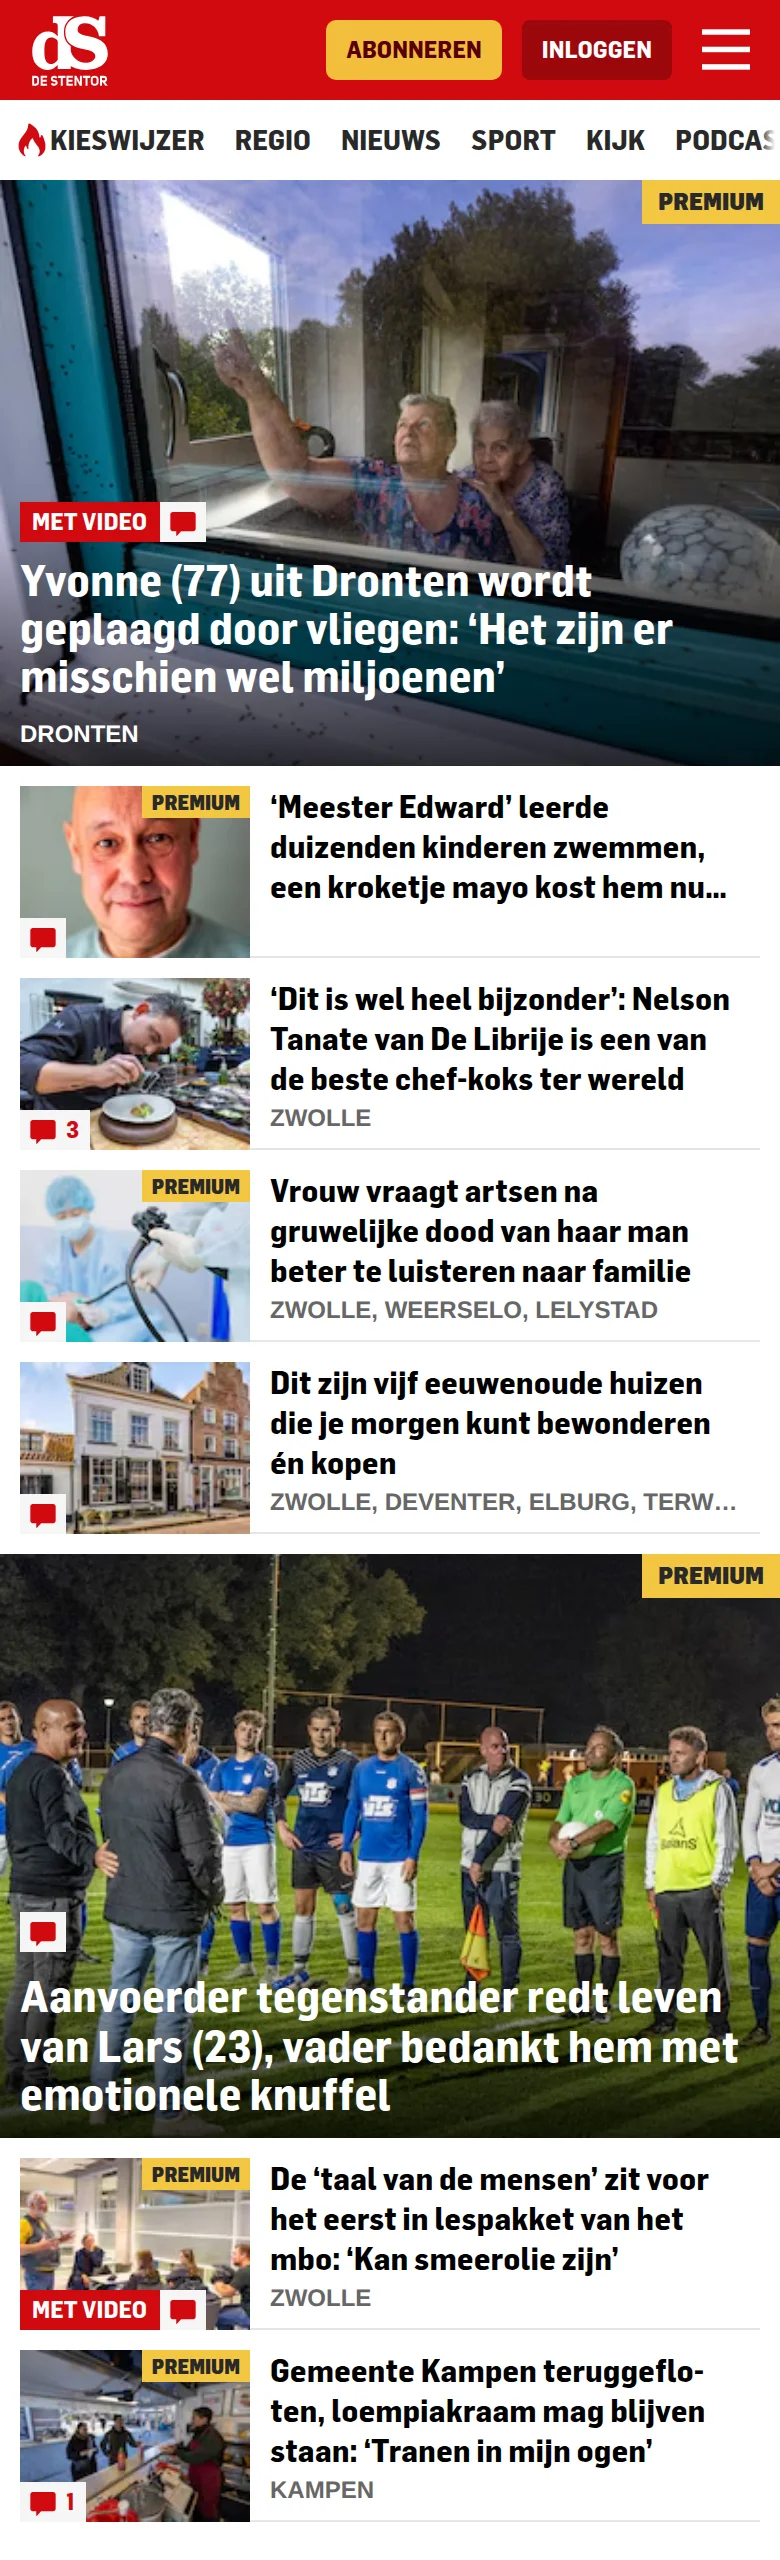 dS
DE STENTOR
ABONNEREN
INLOGGEN
KIESWIJZER REGIO NIEUWS SPORT KIJK PODCAS
PREMIUM
MET VIDEO
Yvonne (77) uit Dronten wordt
geplaagd door vliegen: ‘Het zijn er
misschien wel miljoenen’
DRONTEN
PREMIUM
‘Meester Edward’ leerde
duizenden kinderen zwemmen,
een kroketje mayo kost hem nu...
‘Dit is wel heel bijzonder’: Nelson
Tanate van De Librije is een van
de beste chef-koks ter wereld
ZWOLLE
3
PREMIUM
Vrouw vraagt artsen na
gruwelijke dood van haar man
beter te luisteren naar familie
ZWOLLE, WEERSELO, LELYSTAD
Dit zijn vijf eeuwenoude huizen
die je morgen kunt bewonderen
én kopen
ZWOLLE, DEVENTER, ELBURG, TERW...
PREMIUM
Aanvoerder tegenstander redt leven
van Lars (23), vader bedankt hem met
emotionele knuffel
PREMIUM
De ‘taal van de mensen’ zit voor
het eerst in lespakket van het
mbo: ‘Kan smeerolie zijn’
ZWOLLE
MET VIDEO
PREMIUM
Gemeente Kampen teruggeflo-
ten, loempiakraam mag blijven
staan: ‘Tranen in mijn ogen’
KAMPEN
1